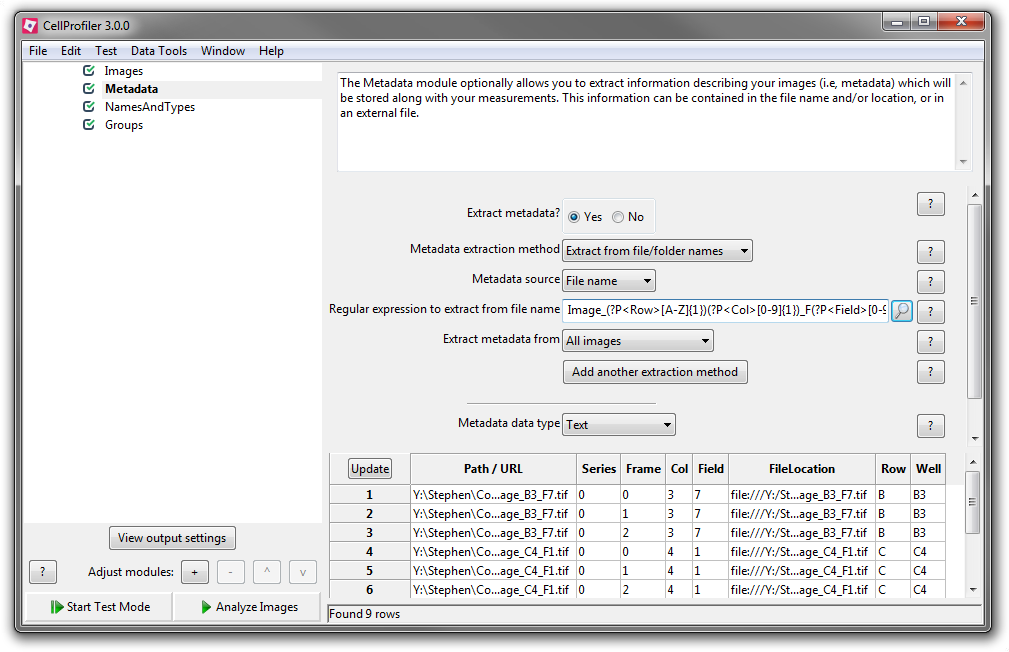 CellProfiler 3.0.0
File Edit Test Data Tools Window Help
Images
Metadata
NamesAndTypes
Groups
The Metadata module optionally allows you to extract information describing your images (i.e, metadata) which will
be stored along with your measurements. This information can be contained in the file name and/or location, or in
an external file.
Extract metadata? Yes No ?
Metadata extraction method Extract from file/folder names ?
Metadata source File name ?
Regular expression to extract from file name Image_(?P<Row>[A-Z]{1})(?P<Col>[0-9]{1})_F(?P<Field>[0-9 ?
Extract metadata from All images ?
Add another extraction method ?
Metadata data type Text ?
Update Path / URL Series Frame Col Field FileLocation Row Well
1 Y:\Stephen\Co...age_B3_F7.tif 0 0 3 7 file:///Y:/St...age_B3_F7.tif B B3
2 Y:\Stephen\Co...age_B3_F7.tif 0 1 3 7 file:///Y:/St...age_B3_F7.tif B B3
3 Y:\Stephen\Co...age_B3_F7.tif 0 2 3 7 file:///Y:/St...age_B3_F7.tif B B3
4 Y:\Stephen\Co...age_C4_F1.tif 0 0 4 1 file:///Y:/St...age_C4_F1.tif C C4
5 Y:\Stephen\Co...age_C4_F1.tif 0 1 4 1 file:///Y:/St...age_C4_F1.tif C C4
6 Y:\Stephen\Co...age_C4_F1.tif 0 2 4 1 file:///Y:/St...age_C4_F1.tif C C4
View output settings
? Adjust modules: + - ^ v
Start Test Mode Analyze Images
Found 9 rows